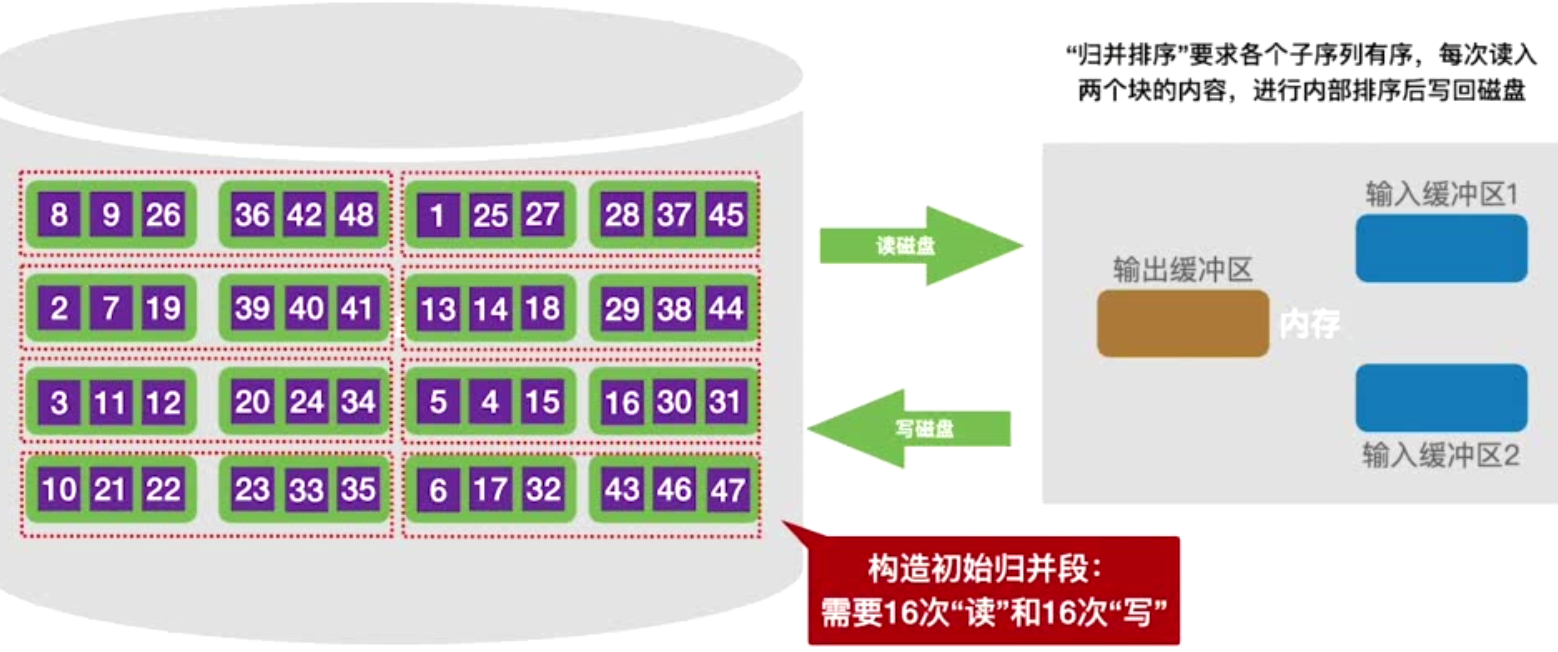 “归并排序”要求各个子序列有序，每次读入
两个块的内容，进行内部排序后写回磁盘
8 9 26 36 42 48 1 25 27 28 37 45
2 7 19 39 40 41 13 14 18 29 38 44
3 11 12 20 24 34 5 4 15 16 30 31
10 21 22 23 33 35 6 17 32 43 46 47
读磁盘
写磁盘
输入缓冲区1
输出缓冲区
内存
输入缓冲区2
构造初始归并段：
需要16次“读”和16次“写”